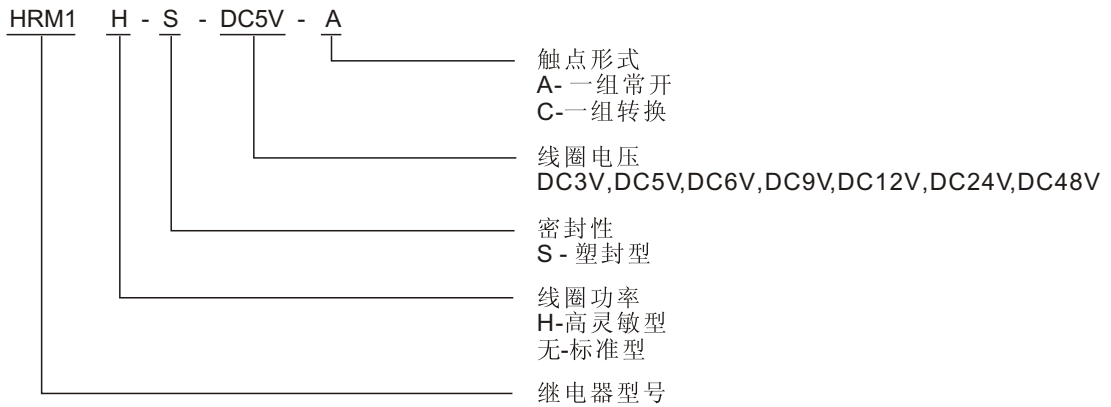 HRM1 H - S - DC5V - A
触点形式
A- 一组常开
C-一组转换
线圈电压
DC3V,DC5V,DC6V,DC9V,DC12V,DC24V,DC48V
密封性
S - 塑封型
线圈功率
H-高灵敏型
无-标准型
继电器型号